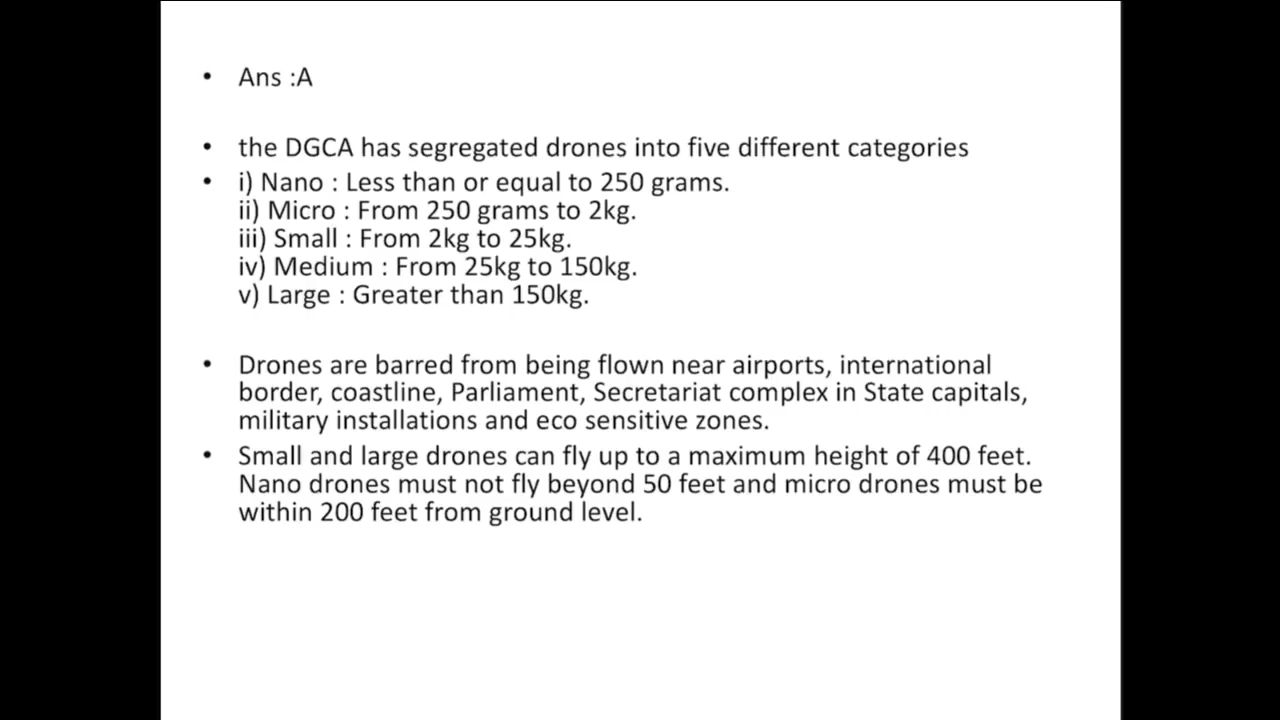 • Ans :A
• the DGCA has segregated drones into five different categories
• i) Nano : Less than or equal to 250 grams.
ii) Micro : From 250 grams to 2kg.
iii) Small : From 2kg to 25kg.
iv) Medium : From 25kg to 150kg.
v) Large : Greater than 150kg.
• Drones are barred from being flown near airports, international
border, coastline, Parliament, Secretariat complex in State capitals,
military installations and eco sensitive zones.
• Small and large drones can fly up to a maximum height of 400 feet.
Nano drones must not fly beyond 50 feet and micro drones must be
within 200 feet from ground level.